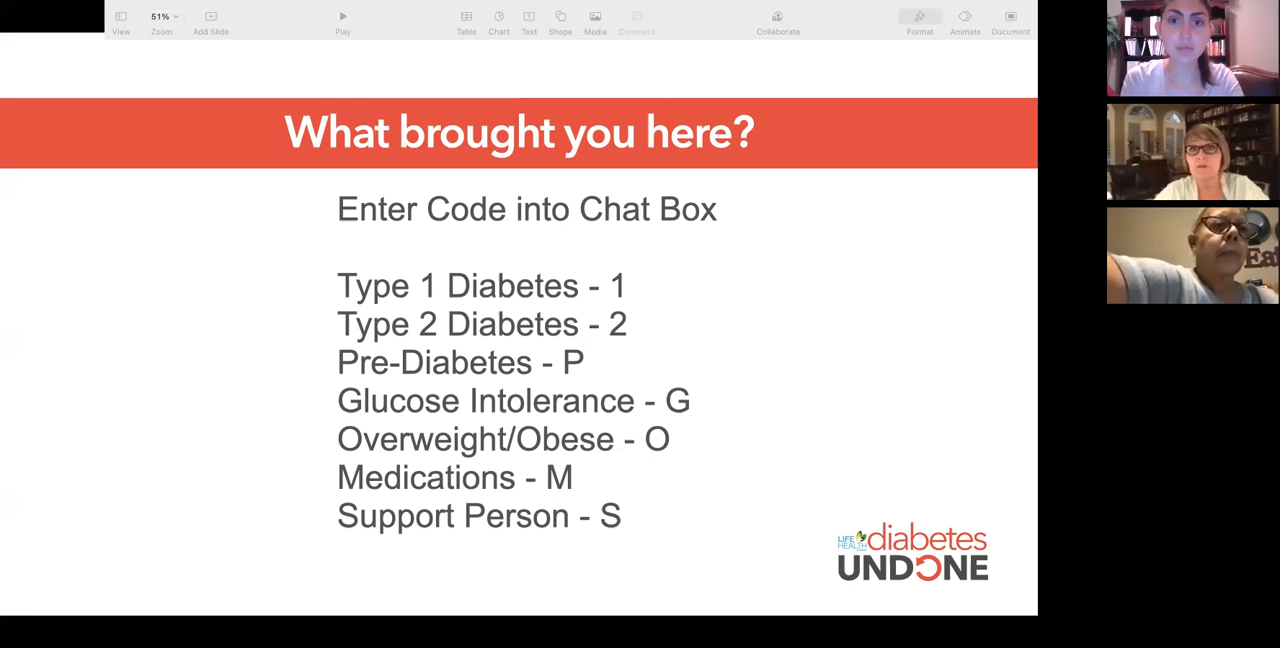 51%
View
Zoom
Add Slide
Play
Table
Chart
Text
Shape
Media
Comment
Collaborate
Format
Animate
Document
What brought you here?
Enter Code into Chat Box
Type 1 Diabetes - 1
Type 2 Diabetes - 2
Pre-Diabetes - P
Glucose Intolerance - G
Overweight/Obese - O
Medications - M
Support Person - S
LIFE
HEALTH
diabetes
UNDONE
Eat